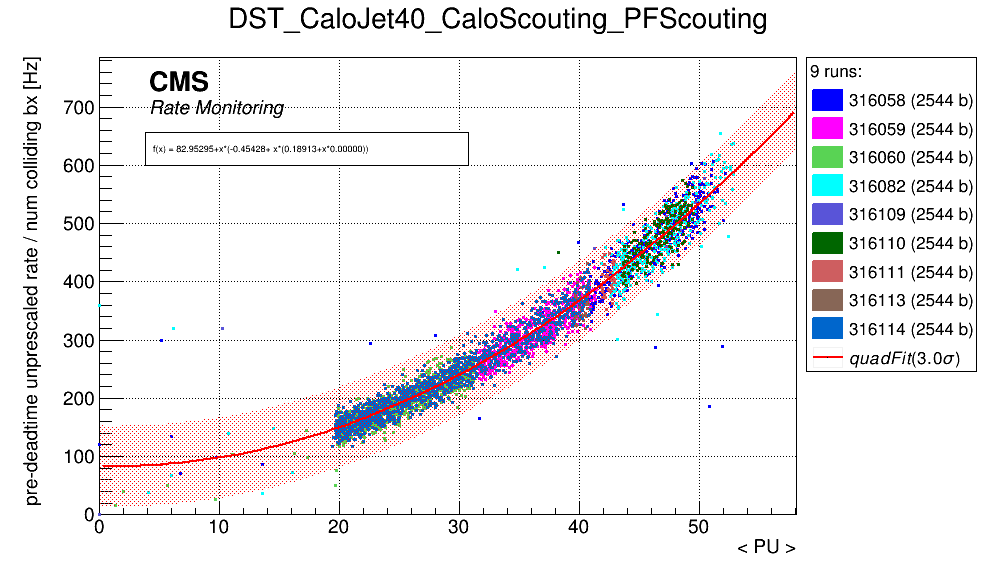 DST_CaloJet40_CaloScouting_PFScouting
pre-deadtime unprescaled rate / num colliding bx [Hz]
CMS
Rate Monitoring
f(x) = 82.95295+x*(-0.45428+ x*(0.18913+x*0.00000))
700
600
500
400
300
200
100
0
0 10 20 30 40 50
< PU >
9 runs:
316058 (2544 b)
316059 (2544 b)
316060 (2544 b)
316082 (2544 b)
316109 (2544 b)
316110 (2544 b)
316111 (2544 b)
316113 (2544 b)
316114 (2544 b)
quadFit(3.0σ)